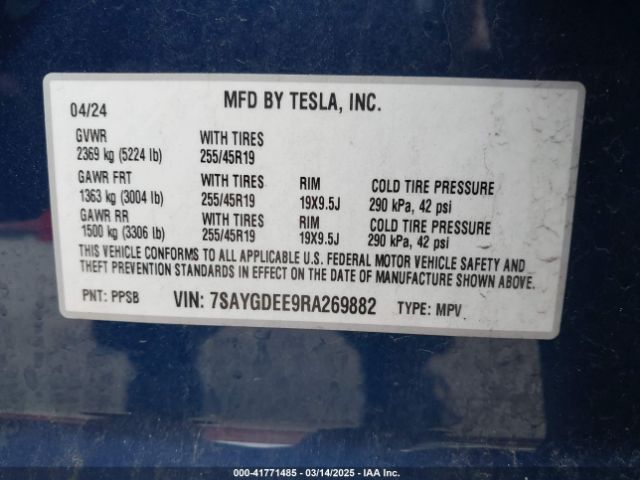 MFD BY TESLA, INC.
04/24
GVWR WITH TIRES
2369 kg (5224 lb) 255/45R19
GAWR FRT WITH TIRES RIM COLD TIRE PRESSURE
1363 kg (3004 lb) 255/45R19 19X9.5J 290 kPa, 42 psi
GAWR RR WITH TIRES RIM COLD TIRE PRESSURE
1500 kg (3306 lb) 255/45R19 19X9.5J 290 kPa, 42 psi
THIS VEHICLE CONFORMS TO ALL APPLICABLE U.S. FEDERAL MOTOR VEHICLE SAFETY AND
THEFT PREVENTION STANDARDS IN EFFECT ON THE DATE OF MANUFACTURE SHOWN ABOVE.
PNT: PPSB VIN: 7SAYGDEE9RA269882 TYPE: MPV
000-41771485 - 03/14/2025 - IAA Inc.